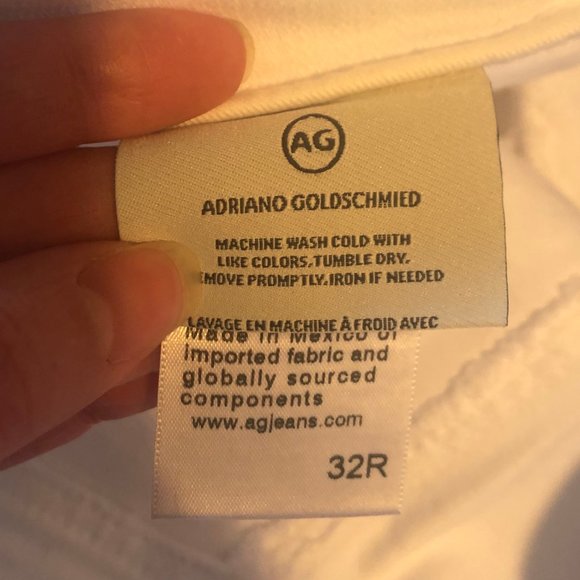 AG
ADRIANO GOLDSCHMIED
MACHINE WASH COLD WITH
LIKE COLORS. TUMBLE DRY.
EMOVE PROMPTLY. IRON IF NEEDED
LAVAGE EN MACHINE À FROID AVEC
Made in Mexico of
imported fabric and
globally sourced
components
www.agjeans.com
32R